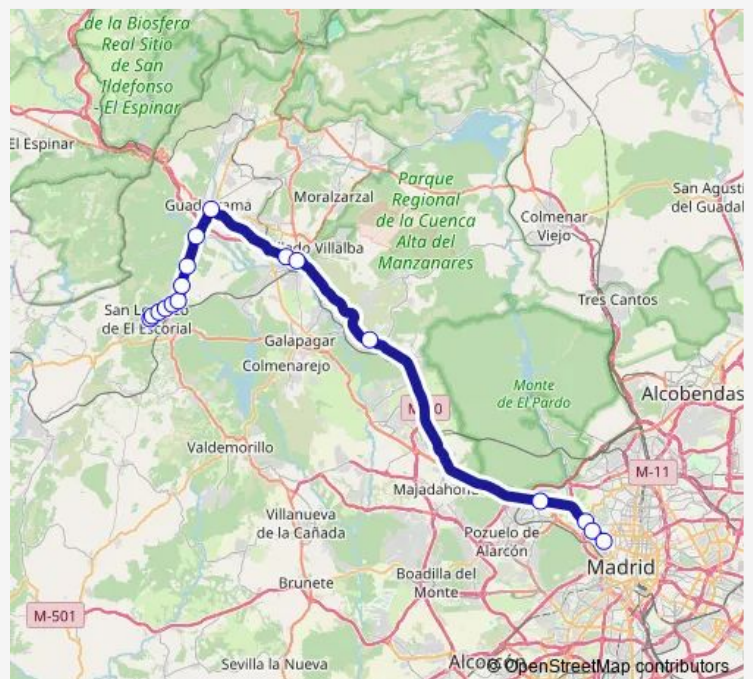 de la Biosfera
Real Sitio
de San
Ildefonso
- El Espinar
El Espinar
Moralzarzal
Parque
Regional
de la Cuenca
Alta del
Manzanares
San Agustí
del Guadal
Colmenar
Viejo
Tres Cantos
San L
de El Escorial
Galapagar
Colmenarejo
Monte
de El Pardo
Alcobendas
M-11
Valdemorillo
Majadahon
Villanueva
de la Cañada
Pozuelo de
Alarcón
Madrid
Boadilla del
Monte
Brunete
M-501
Sevilla la Nueva
© OpenStreetMap contributors